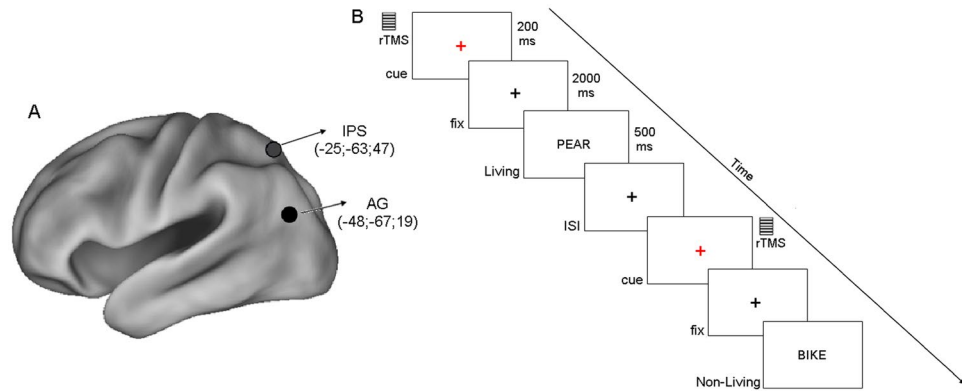 A
IPS
(-25;-63;47)
AG
(-48;-67;19)
B
rTMS
cue
200
ms
fix
2000
ms
PEAR
Living
500
ms
ISI
Time
rTMS
cue
fix
BIKE
Non-Living